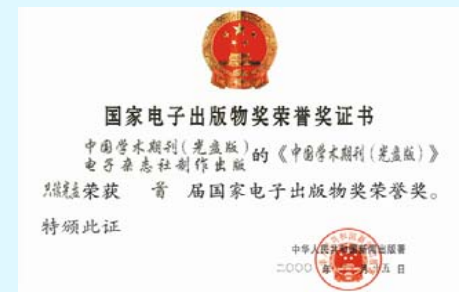 国家电子出版物奖荣誉奖证书
中国学术期刊(光盘版)
电子杂志社制作出版 的《中国学术期刊(光盘版)》
荣获 首 届国家电子出版物奖荣誉奖。
特颁此证
中华人民共和国新闻出版署
二〇〇〇年 月 五日